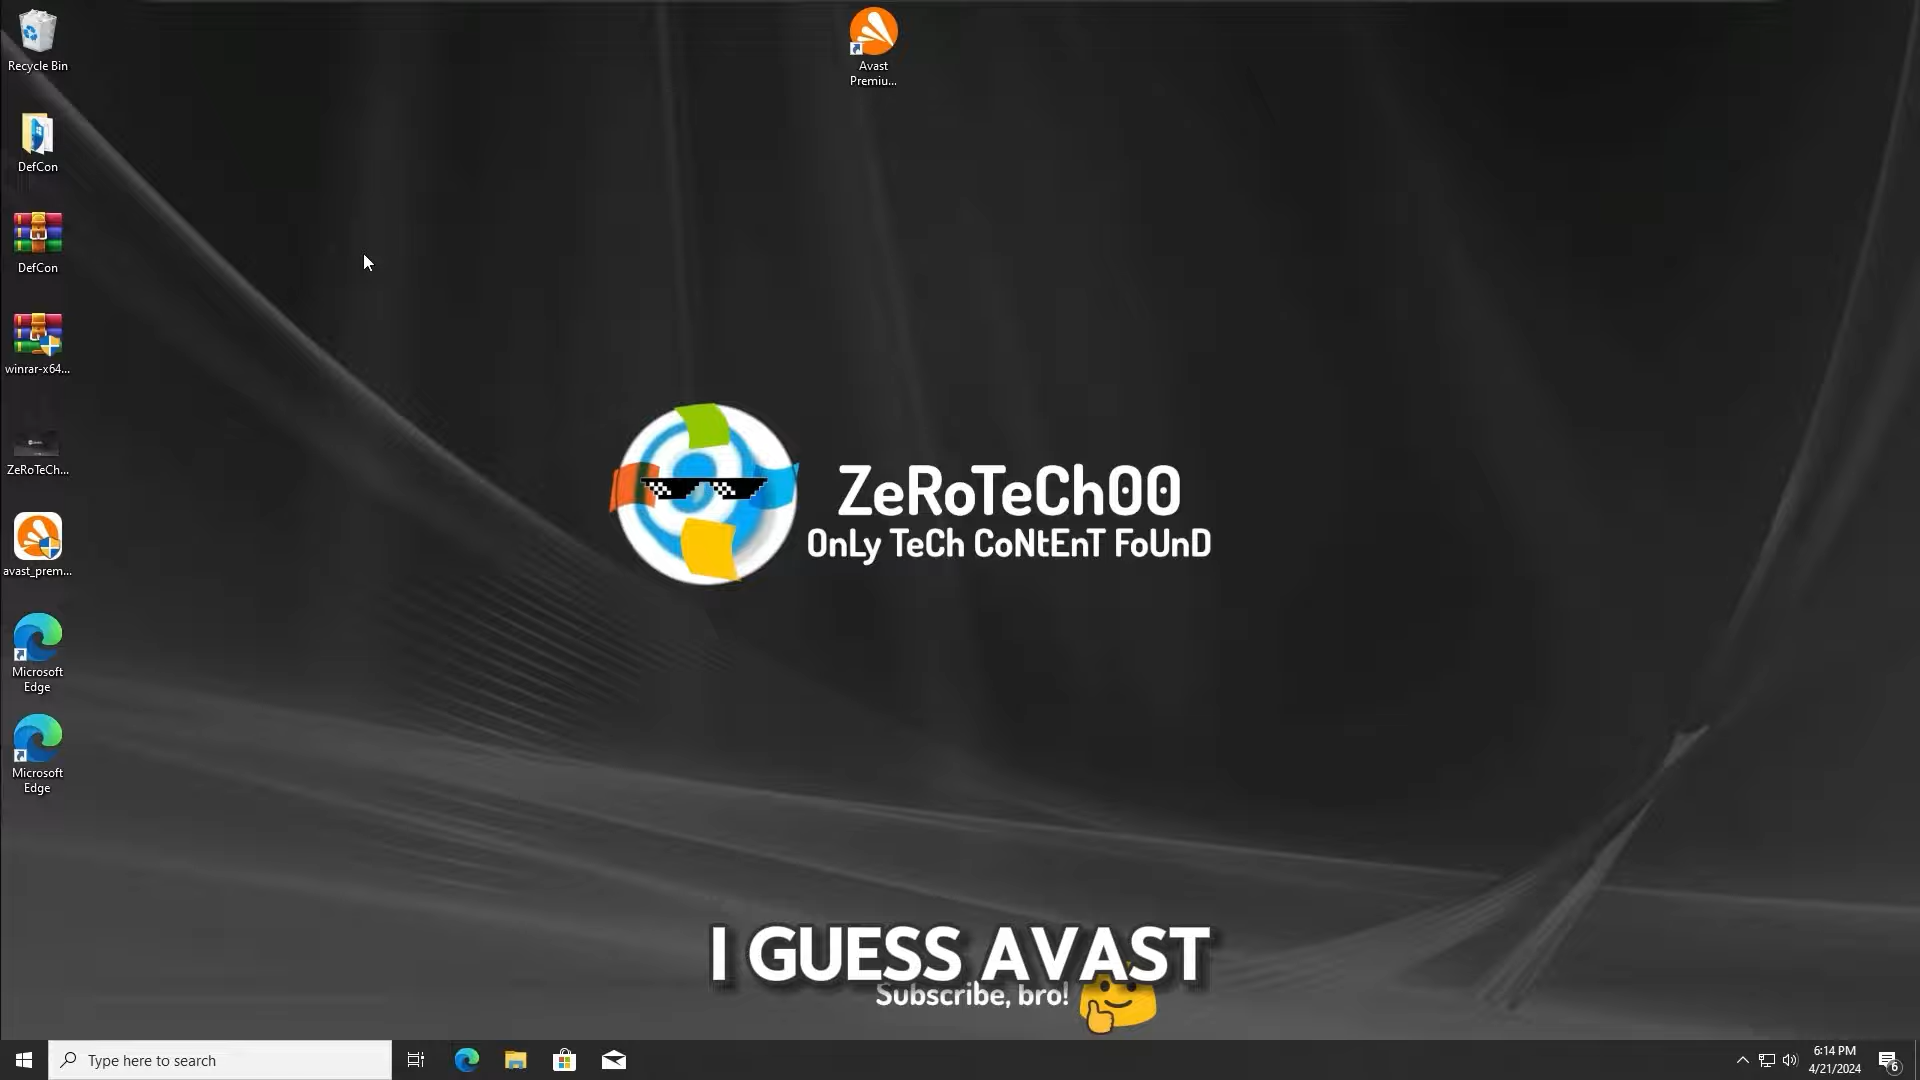 Recycle Bin
DefCon
DefCon
winrar-x64...
ZeRoTeCh...
avast_prem...
Microsoft
Edge
Microsoft
Edge
Avast
Premiu...
ZeRoTeCh00
OnLy TeCh CoNtEnT FoUnD
I GUESS AVAST
Subscribe, bro!
Type here to search
6:14 PM
4/21/2024
6